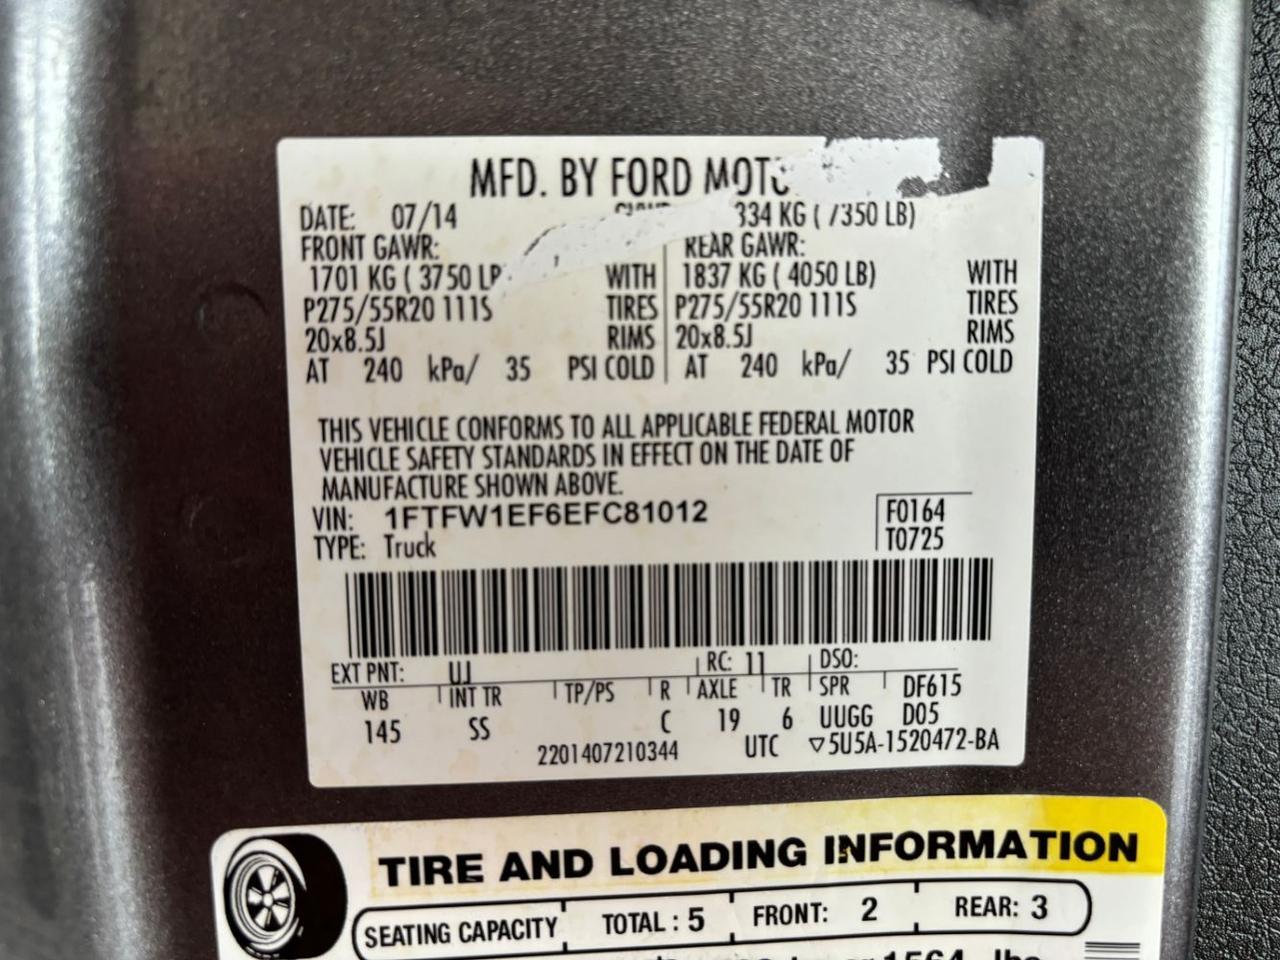 MFD. BY FORD MOTO
DATE: 07/14 334 KG ( 7350 LB)
FRONT GAWR: REAR GAWR:
1701 KG ( 3750 LB WITH 1837 KG ( 4050 LB) WITH
P275/55R20 111S TIRES P275/55R20 111S TIRES
20x8.5J RIMS 20x8.5J RIMS
AT 240 kPa/ 35 PSI COLD AT 240 kPa/ 35 PSI COLD
THIS VEHICLE CONFORMS TO ALL APPLICABLE FEDERAL MOTOR
VEHICLE SAFETY STANDARDS IN EFFECT ON THE DATE OF
MANUFACTURE SHOWN ABOVE.
VIN: 1FTFW1EF6EFC81012 F0164
TYPE: Truck T0725
EXT PNT: UJ RC: 11 DSO:
WB INT TR TP/PS R AXLE TR SPR DF615
145 SS C 19 6 UUGG D05
2201407210344 UTC ▽5U5A-1520472-BA
TIRE AND LOADING INFORMATION
SEATING CAPACITY TOTAL : 5 FRONT: 2 REAR: 3
1564 lbs